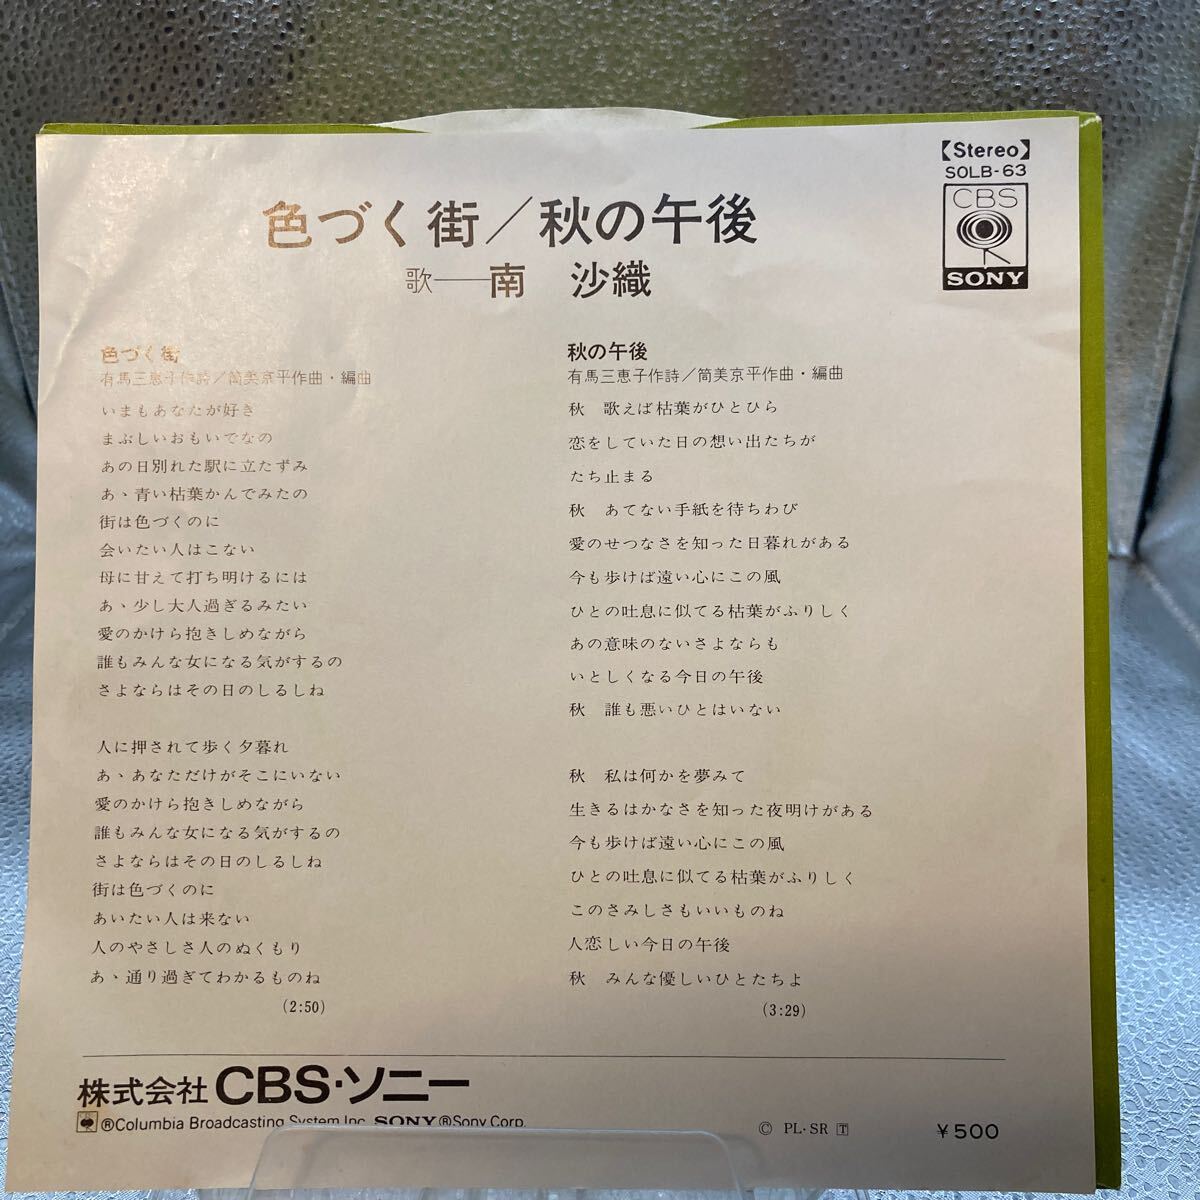 【Stereo】
SOLB-63
CBS
SONY
色づく街／秋の午後
歌──南　沙織
色づく街
有馬三恵子作詩／筒美京平作曲・編曲
いまもあなたが好き
まぶしいおもいでなの
あの日別れた駅に立たずみ
あゝ青い枯葉かんでみたの
街は色づくのに
会いたい人はこない
母に甘えて打ち明けるには
あゝ少し大人過ぎるみたい
愛のかけら抱きしめながら
誰もみんな女になる気がするの
さよならはその日のしるしね
人に押されて歩く夕暮れ
あゝあなただけがそこにいない
愛のかけら抱きしめながら
誰もみんな女になる気がするの
さよならはその日のしるしね
街は色づくのに
あいたい人は来ない
人のやさしさ人のぬくもり
あゝ通り過ぎてわかるものね
(2:50)
秋の午後
有馬三恵子作詩／筒美京平作曲・編曲
秋　歌えば枯葉がひとひら
恋をしていた日の想い出たちが
たち止まる
秋　あてない手紙を待ちわび
愛のせつなさを知った日暮れがある
今も歩けば遠い心にこの風
ひとの吐息に似てる枯葉がふりしく
あの意味のないさよならも
いとしくなる今日の午後
秋　誰も悪いひとはいない
秋　私は何かを夢みて
生きるはかなさを知った夜明けがある
今も歩けば遠い心にこの風
ひとの吐息に似てる枯葉がふりしく
このさみしさもいいものね
人恋しい今日の午後
秋　みんな優しいひとたちよ
(3:29)
株式会社 CBS・ソニー
®Columbia Broadcasting System Inc. SONY ®Sony Corp.
© PL・SR 🅃 ￥500